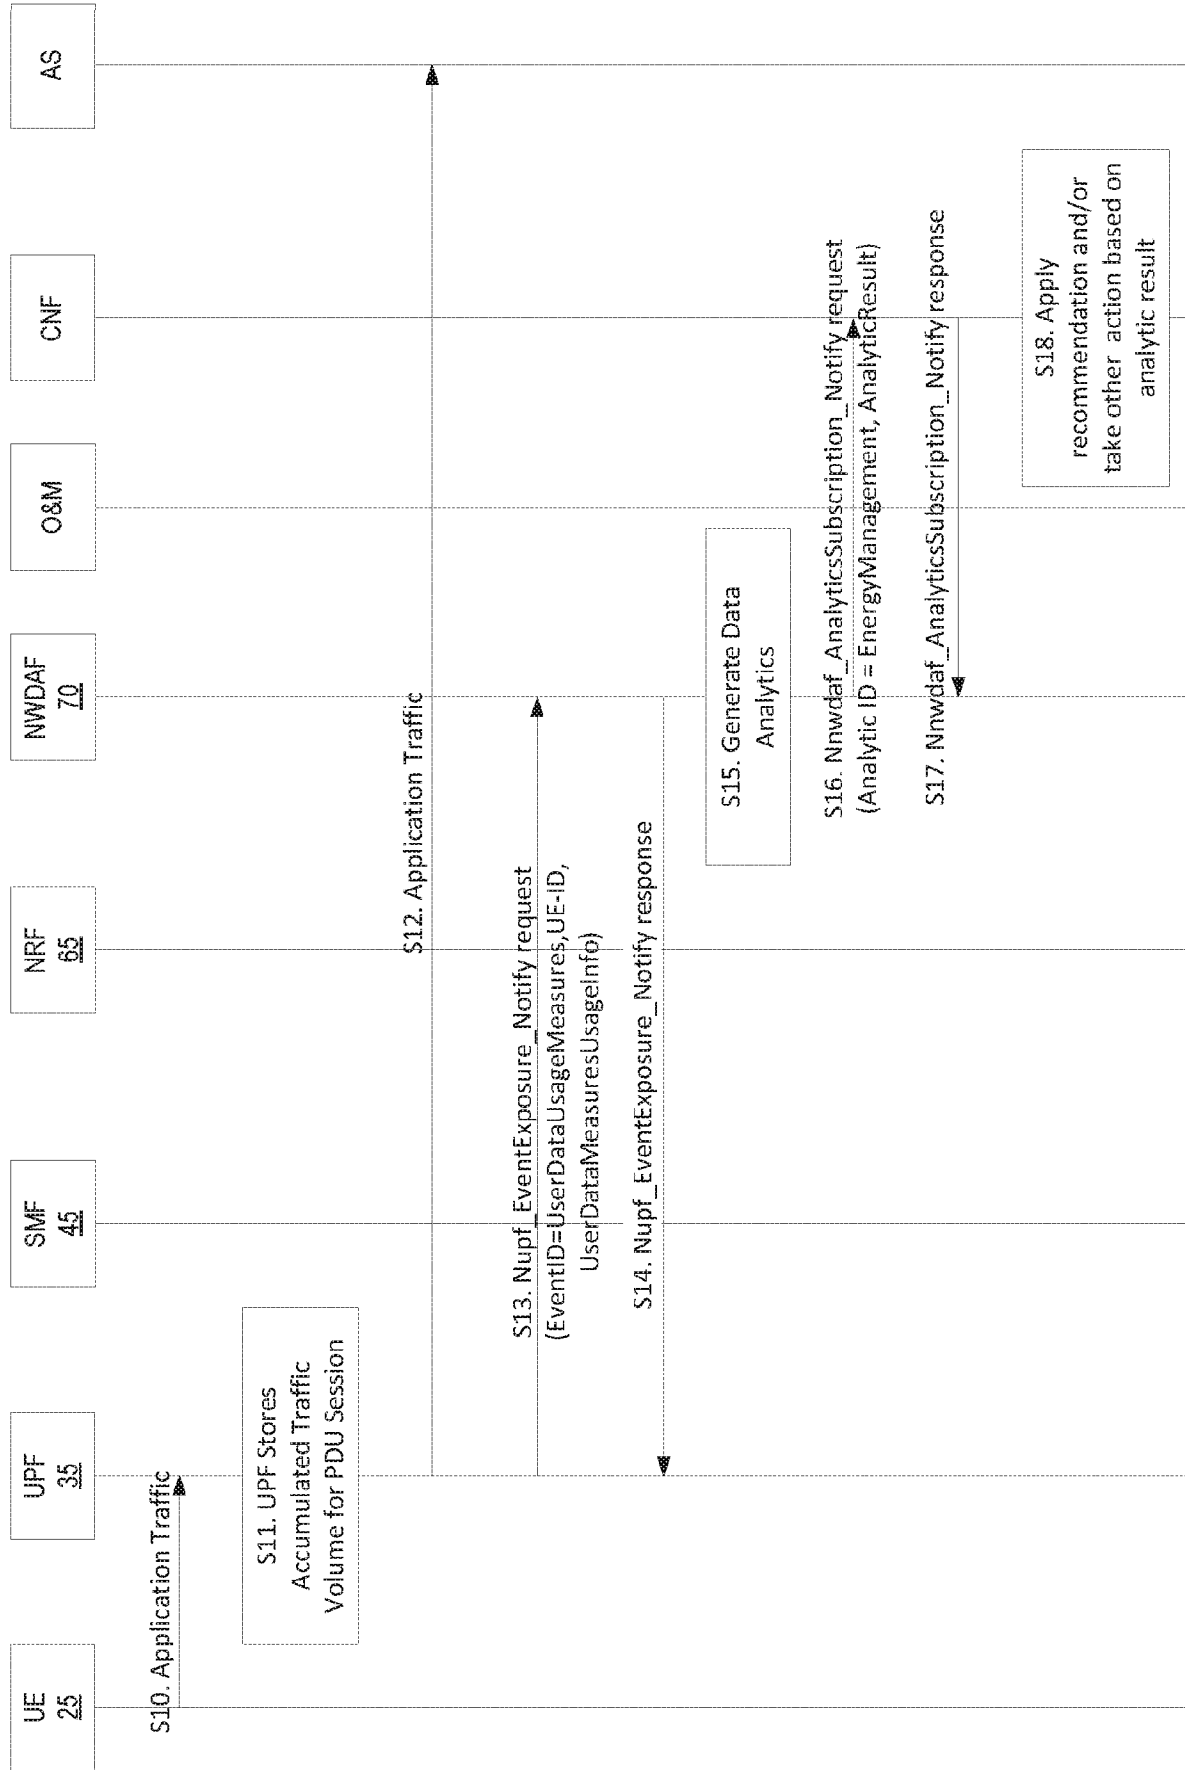 UE
25
UPF
35
SMF
45
NRF
65
NWDAF
70
O&M
CNF
AS
S10. Application Traffic
S11. UPF Stores
Accumulated Traffic
Volume for PDU Session
S12. Application Traffic
S13. Nupf_EventExposure_Notify request
(EventID=UserDataUsageMeasures,UE-ID,
UserDataMeasuresUsageInfo)
S14. Nupf_EventExposure_Notify response
S15. Generate Data
Analytics
S16. Nnwdaf_AnalyticsSubscription_Notify request
(Analytic ID = EnergyManagement, AnalyticResult)
S17. Nnwdaf_AnalyticsSubscription_Notify response
S18. Apply
recommendation and/or
take other action based on
analytic result